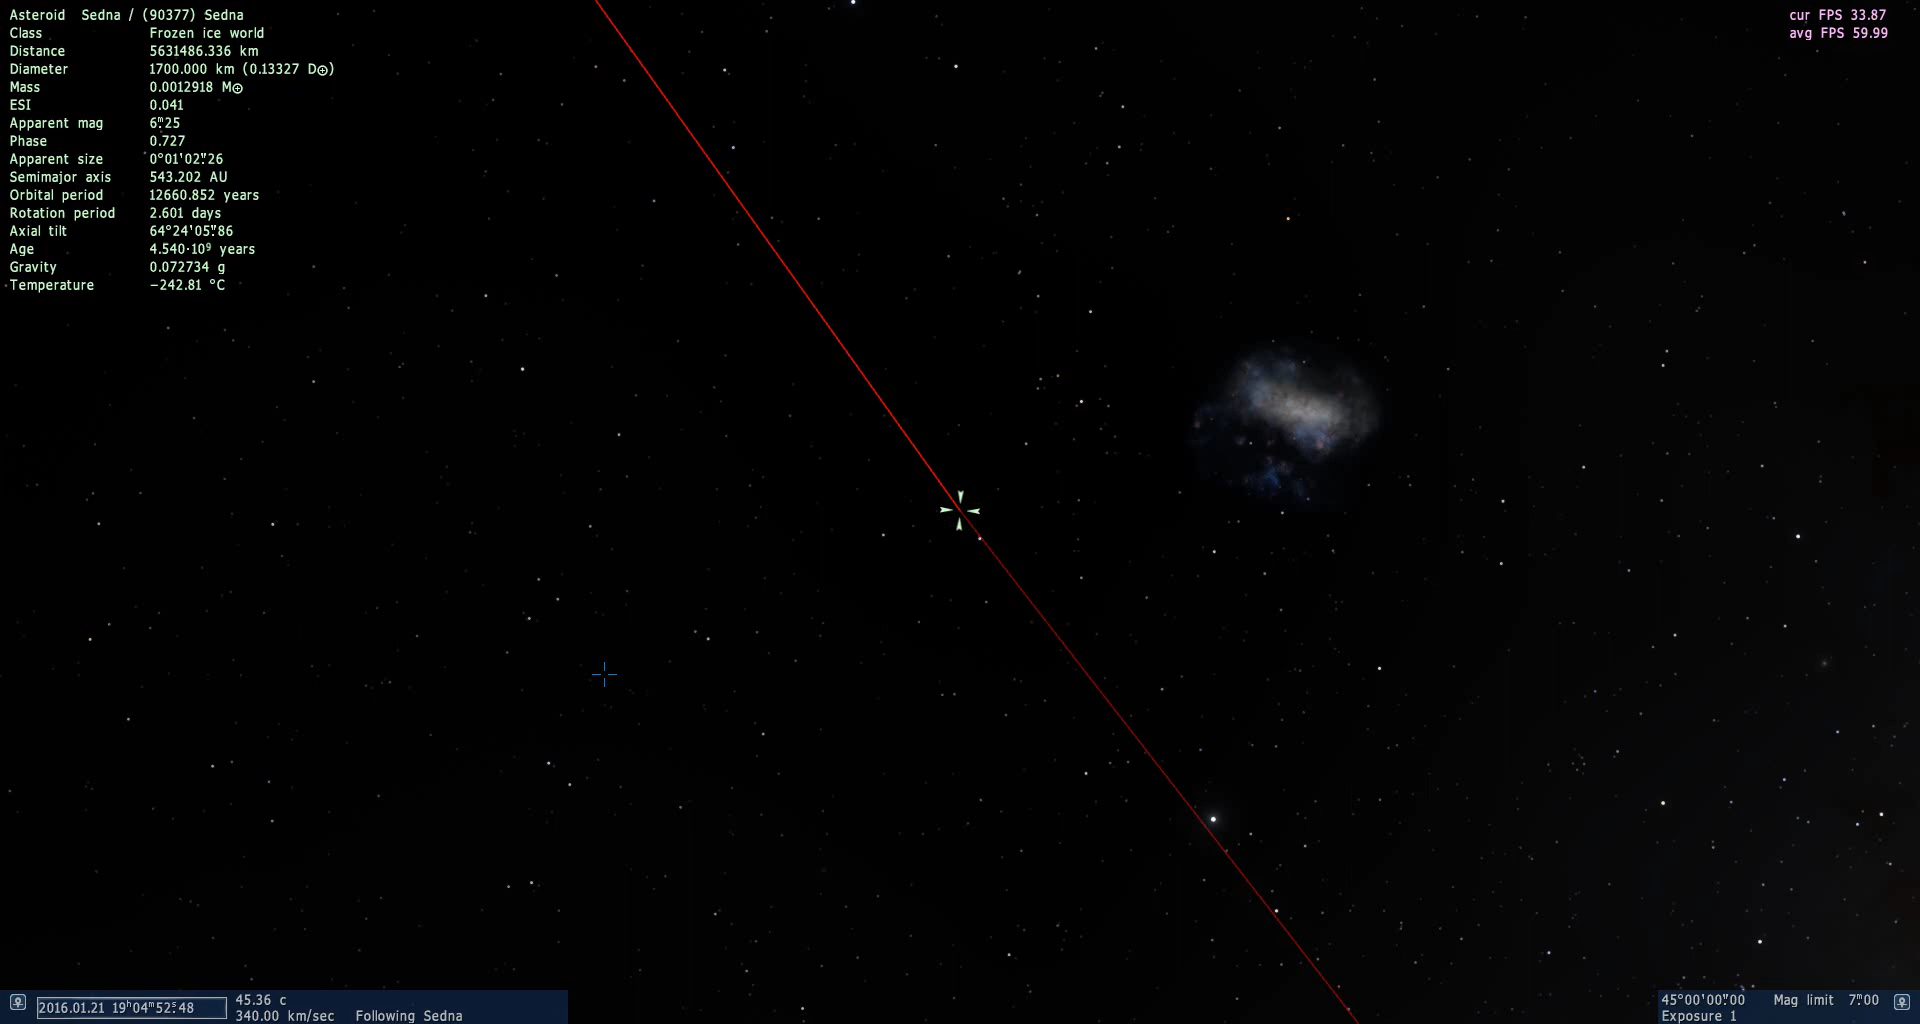 Asteroid Sedna / (90377) Sedna
Class Frozen ice world
Distance 5631486.336 km
Diameter 1700.000 km (0.13327 D⊕)
Mass 0.0012918 M⊕
ESI 0.041
Apparent mag 6ᵐ.25
Phase 0.727
Apparent size 0°01'02".26
Semimajor axis 543.202 AU
Orbital period 12660.852 years
Rotation period 2.601 days
Axial tilt 64°24'05".86
Age 4.540·10⁹ years
Gravity 0.072734 g
Temperature −242.81 °C
cur FPS 33.87
avg FPS 59.99
2016.01.21 19ʰ04ᵐ52ˢ.48
45.36 c
340.00 km/sec Following Sedna
45°00'00".00 Mag limit 7ᵐ.00
Exposure 1